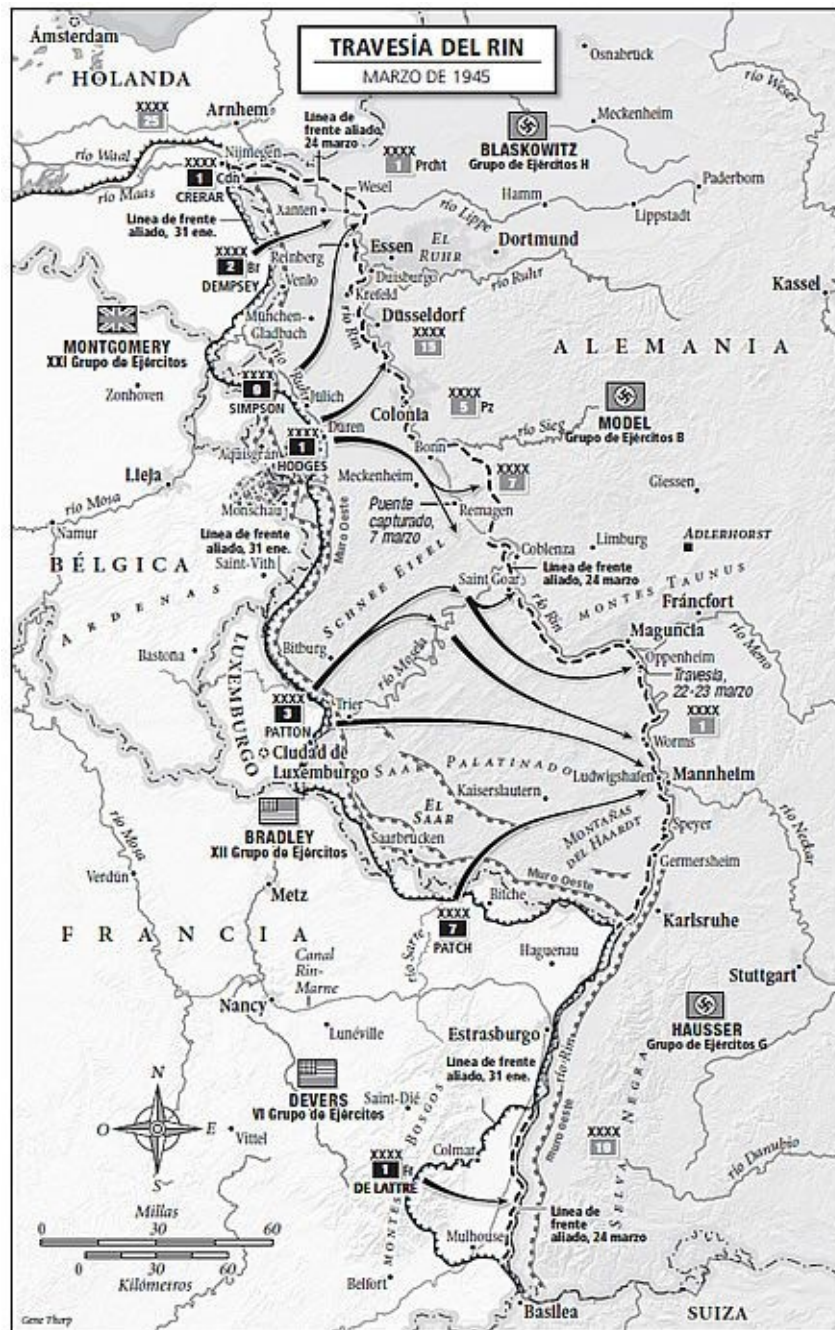 TRAVESÍA DEL RIN
MARZO DE 1945
Ámsterdam
HOLANDA
Osnabruck
río Weser
XXXX
25
Arnhem
Línea de
frente aliado,
24 marzo
XXXX
1 Prcht
Meckenheim
BLASKOWITZ
Grupo de Ejércitos H
río Waal
Nijmegen
XXXX
1 Cdn
CRERAR
río Maas
Xanten
Wesel
Hamm
Paderborn
río Lippe
Lippstadt
Línea de frente
aliado, 31 ene.
XXXX
2 Br
DEMPSEY
Reinberg
Venlo
Essen
EL
RUHR
Dortmund
Duisburgo
río Ruhr
Krefeld
Kassel
München-
Gladbach
río Rin
Düsseldorf
XXXX
15
MONTGOMERY
XXI Grupo de Ejércitos
ALEMANIA
Zonhoven
XXXX
9
SIMPSON
río Ruhr
Jülich
Colonia
XXXX
5 Pz
MODEL
Grupo de Ejércitos B
río Sieg
Düren
XXXX
1
HODGES
Aquisgrán
Bonn
Lieja
Meckenheim
XXXX
7
Giessen
río Mosa
Monschau
Remagen
Puente
capturado,
7 marzo
Namur
Muro Oeste
Línea de frente
aliado, 31 ene.
Limburg
ADLERHORST
BÉLGICA
Saint-Vith
Coblenza
Línea de frente
aliado, 24 marzo
ARDENAS
SCHNEE EIFEL
Saint Goar
río Rin
MONTES TAUNUS
Fráncfort
Bastoña
Bitburg
río Mosela
Maguncia
río Meno
LUXEMBURGO
Oppenheim
Travesía,
22-23 marzo
XXXX
3
PATTON
Trier
XXXX
1
Worms
Ciudad de
Luxemburgo
SAAR
PALATINADO
Ludwigshafen
Mannheim
Kaiserslautern
EL
SAAR
BRADLEY
XII Grupo de Ejércitos
Saarbrücken
MONTAÑAS
DEL HAARDT
Speyer
río Neckar
río Mosa
Germersheim
Verdún
Muro Oeste
Metz
Bitche
Karlsruhe
XXXX
7
PATCH
FRANCIA
río Sarre
Haguenau
Canal
Rin-
Marne
Stuttgart
Nancy
Lunéville
Estrasburgo
HAUSSER
Grupo de Ejércitos G
río Rin
Línea de frente
aliado, 31 ene.
DEVERS
VI Grupo de Ejércitos
Saint-Dié
N
O
E
S
Vittel
MONTES BOSGOS
muro oeste
SELVA NEGRA
XXXX
río Danubio
Colmar
XXXX
1 Fr
DE LATTRE
Línea de
frente
aliado, 24 marzo
Millas
0 30 60
0 30 60
Kilómetros
Mulhouse
Belfort
Basilea
SUIZA
Gene Thorp